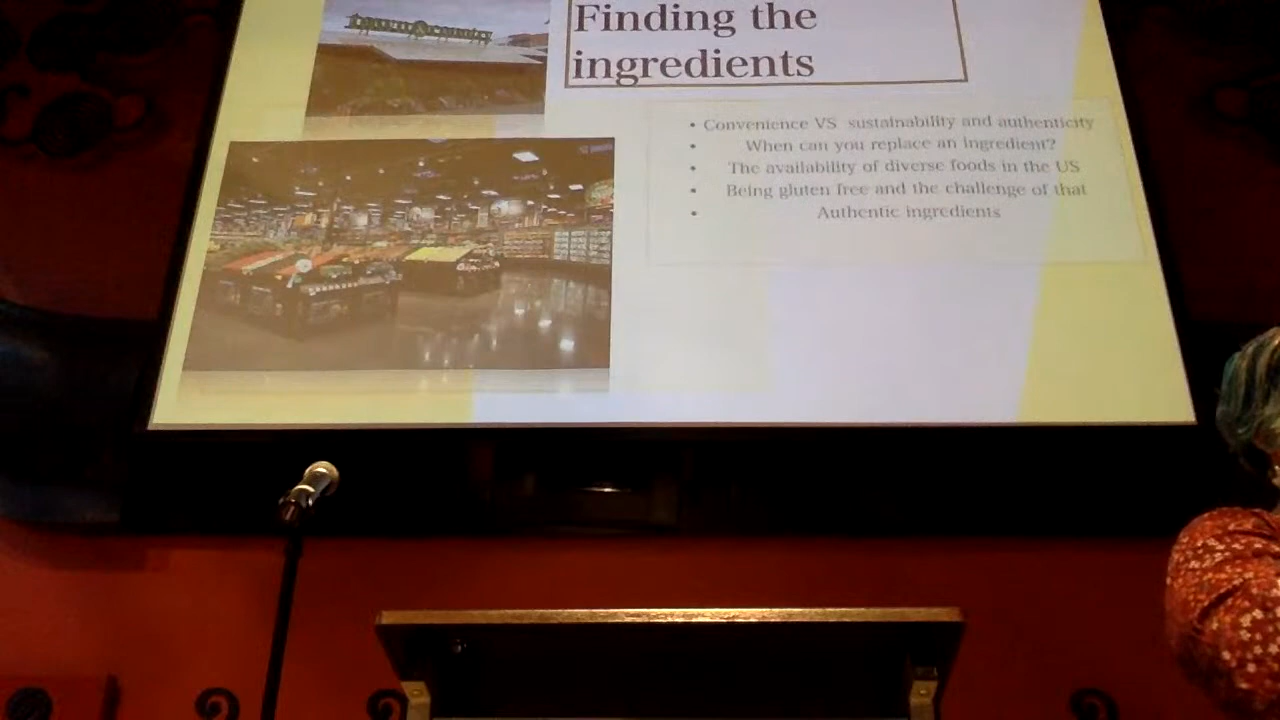 Finding the
ingredients
• Convenience VS sustainability and authenticity
• When can you replace an ingredient?
• The availability of diverse foods in the US
• Being gluten free and the challenge of that
• Authentic ingredients